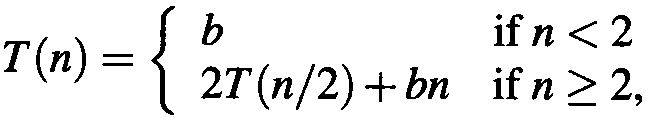 T(n) = { b if n < 2
2T(n/2) + bn if n ≥ 2,